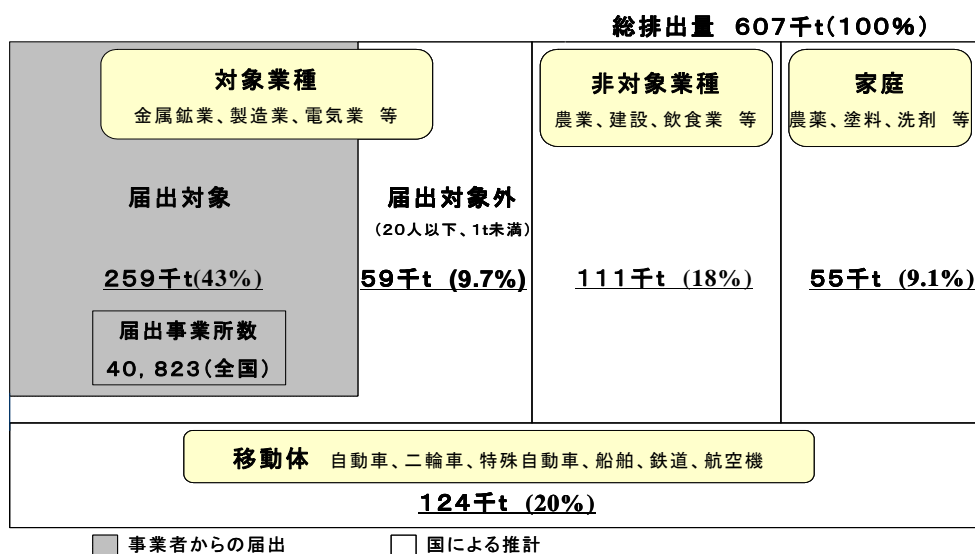 総排出量 607千t(100%)
対象業種
金属鉱業、製造業、電気業 等
非対象業種
農業、建設、飲食業 等
家庭
農薬、塗料、洗剤 等
届出対象
259千t(43%)
届出事業所数
40,823(全国)
届出対象外
(20人以下、1t未満)
59千t (9.7%)
111千t (18%)
55千t (9.1%)
移動体 自動車、二輪車、特殊自動車、船舶、鉄道、航空機
124千t (20%)
事業者からの届出 国による推計